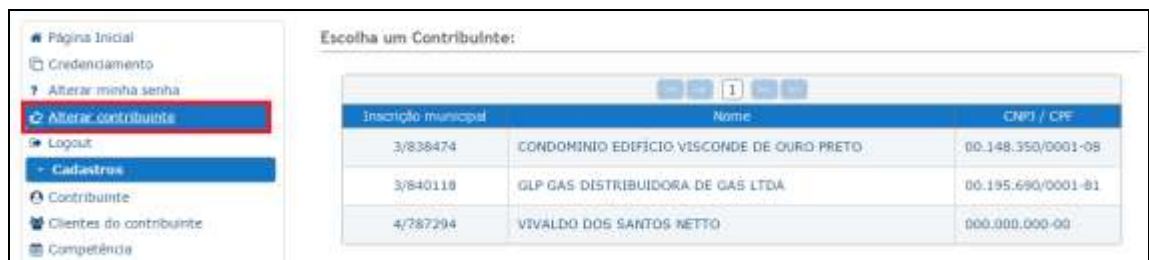 Página Inicial
Credenciamento
? Alterar minha senha
Alterar contribuinte
Logout
- Cadastros
Contribuinte
Clientes do contribuinte
Competência
Escolha um Contribuinte:
1
Inscrição municipal Nome CNPJ / CPF
3/838474 CONDOMINIO EDIFÍCIO VISCONDE DE OURO PRETO 00.148.350/0001-08
3/840118 GLP GAS DISTRIBUIDORA DE GAS LTDA 00.195.690/0001-81
4/787294 VIVALDO DOS SANTOS NETTO 000.000.000-00